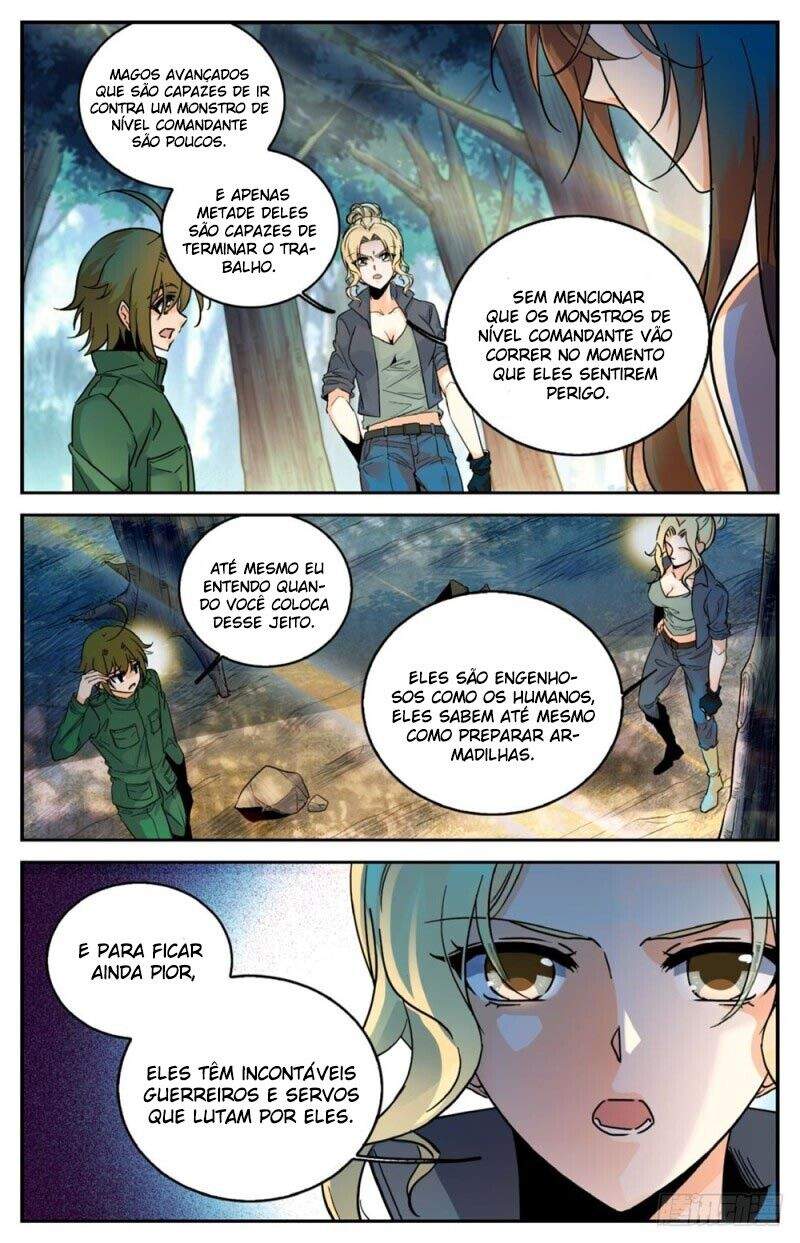 MAGOS AVANÇADOS
QUE SÃO CAPAZES DE IR
CONTRA UM MONSTRO DE
NÍVEL COMANDANTE
SÃO POUCOS.
E APENAS
METADE DELES
SÃO CAPAZES DE
TERMINAR O TRA-
BALHO.
SEM MENCIONAR
QUE OS MONSTROS DE
NÍVEL COMANDANTE VÃO
CORRER NO MOMENTO
QUE ELES SENTIREM
PERIGO.
ATÉ MESMO EU
ENTENDO QUAN-
DO VOCÊ COLOCA
DESSE JEITO.
ELES SÃO ENGENHO-
SOS COMO OS HUMANOS,
ELES SABEM ATÉ MESMO
COMO PREPARAR AR-
MADILHAS.
E PARA FICAR
AINDA PIOR,
ELES TÊM INCONTÁVEIS
GUERREIROS E SERVOS
QUE LUTAM POR ELES.
腾讯动漫